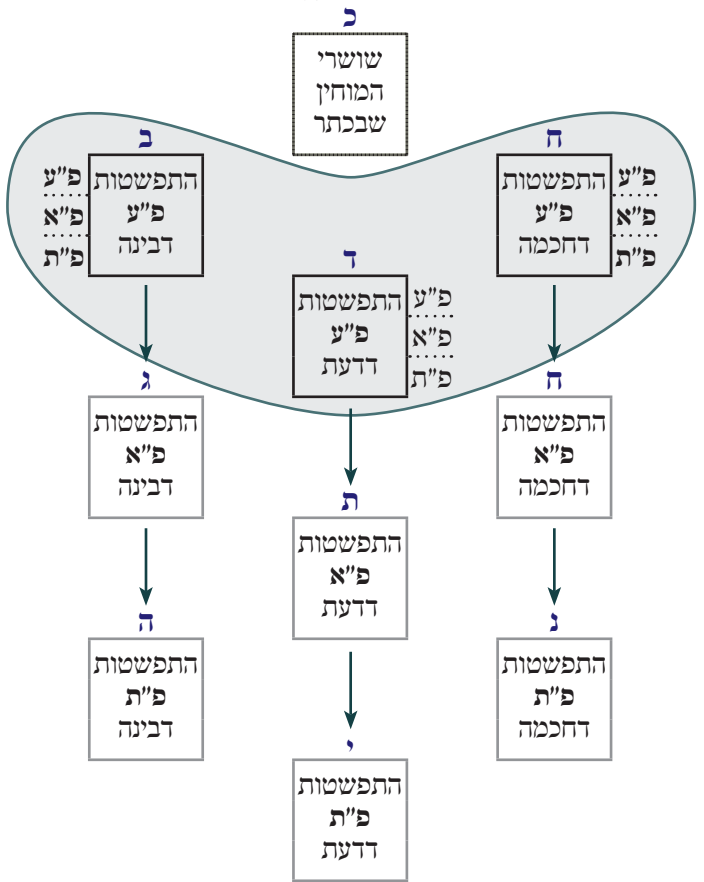 כ
שושרי
המוחין
שבכתר
ח
התפשטות
פ״ע
דחכמה
פ״ע
פ״א
פ״ת
ב
התפשטות
פ״ע
דבינה
פ״ע
פ״א
פ״ת
ד
התפשטות
פ״ע
דדעת
פ״ע
פ״א
פ״ת
ח
התפשטות
פ״א
דחכמה
ג
התפשטות
פ״א
דבינה
ת
התפשטות
פ״א
דדעת
נ
התפשטות
פ״ת
דחכמה
ה
התפשטות
פ״ת
דבינה
י
התפשטות
פ״ת
דדעת